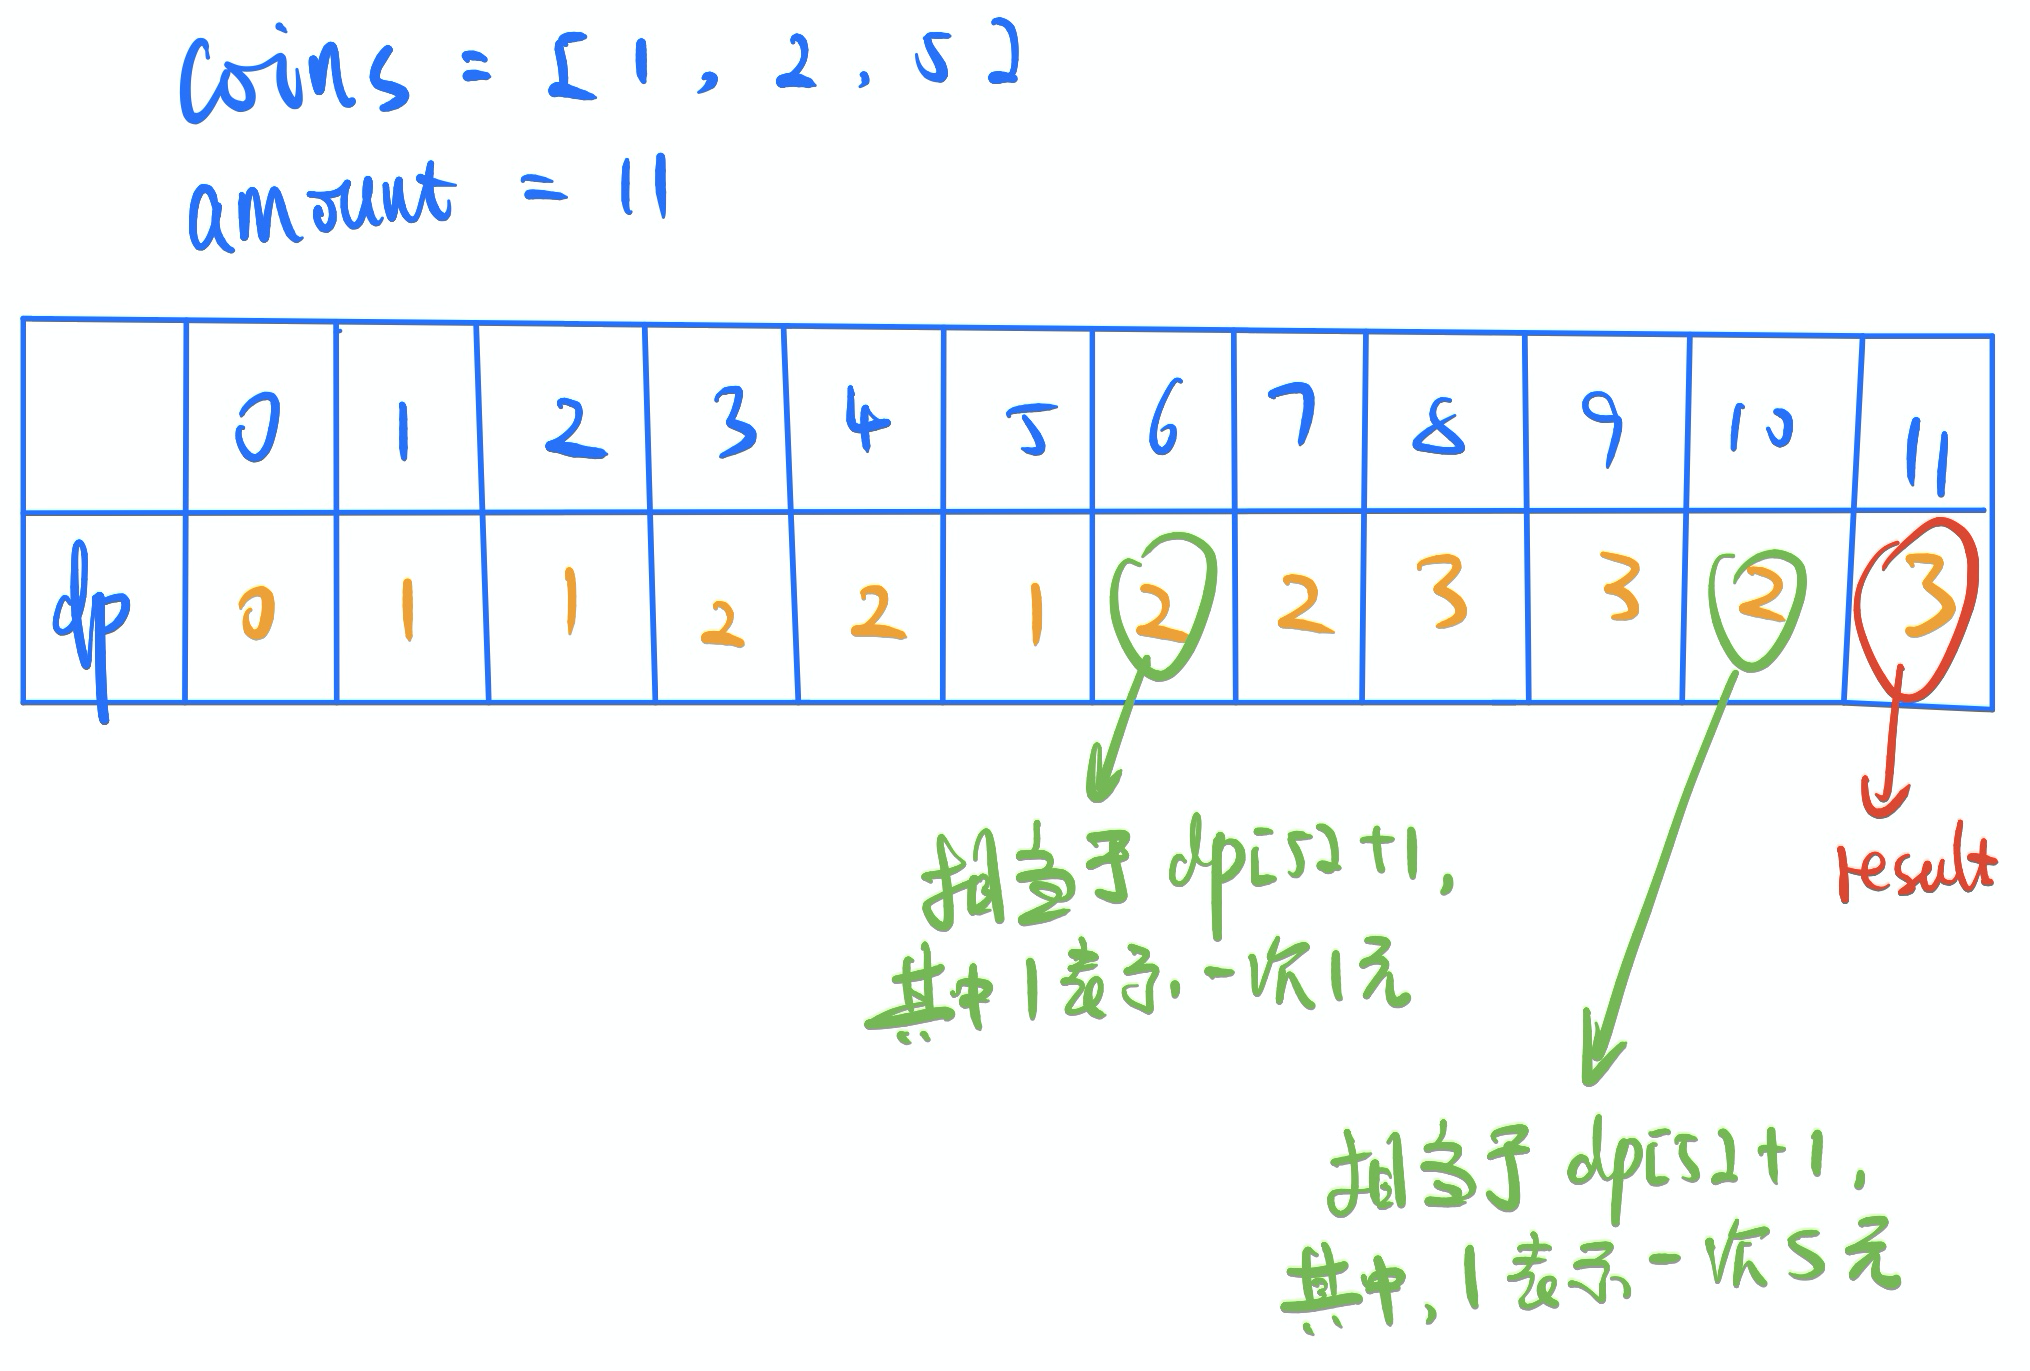 coins = [1, 2, 5]
amount = 11
0 1 2 3 4 5 6 7 8 9 10 11
dp 0 1 1 2 2 1 2 2 3 3 2 3
相当于 dp[5]+1,
其中1表示一次1元
result
相当于 dp[5]+1,
其中,1表示一次5元